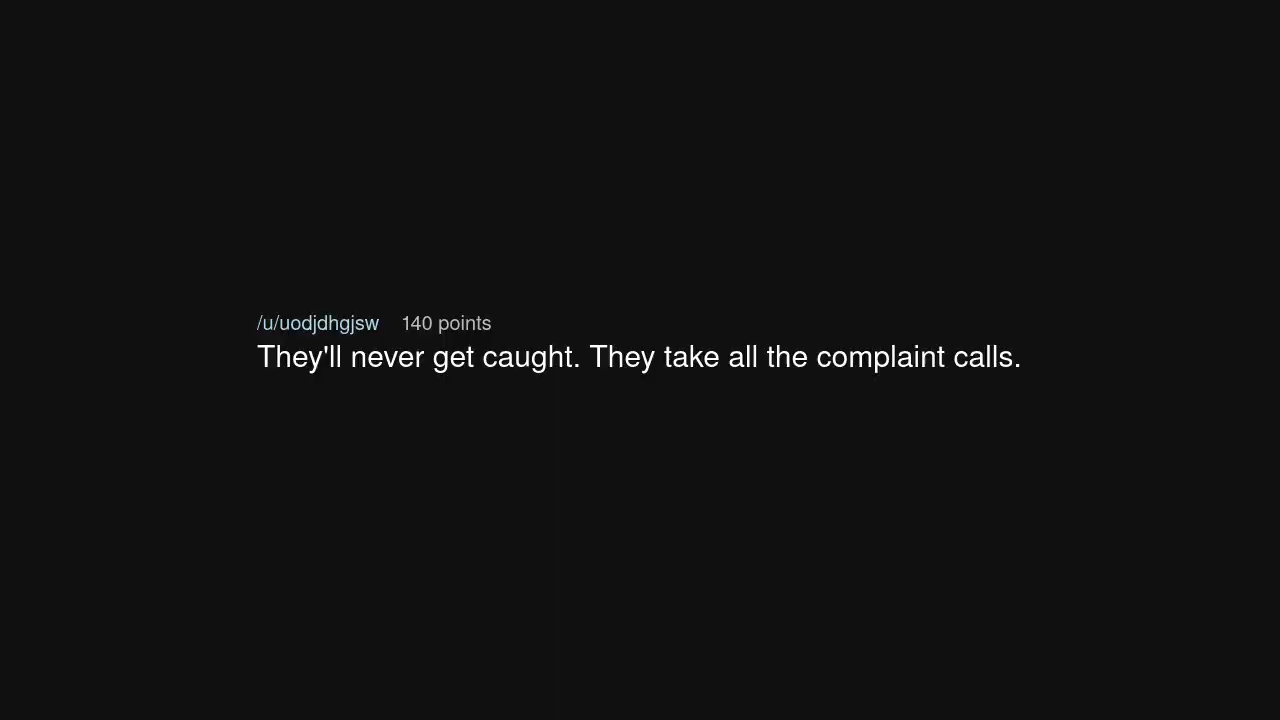 /u/uodjdhgjsw 140 points
They'll never get caught. They take all the complaint calls.